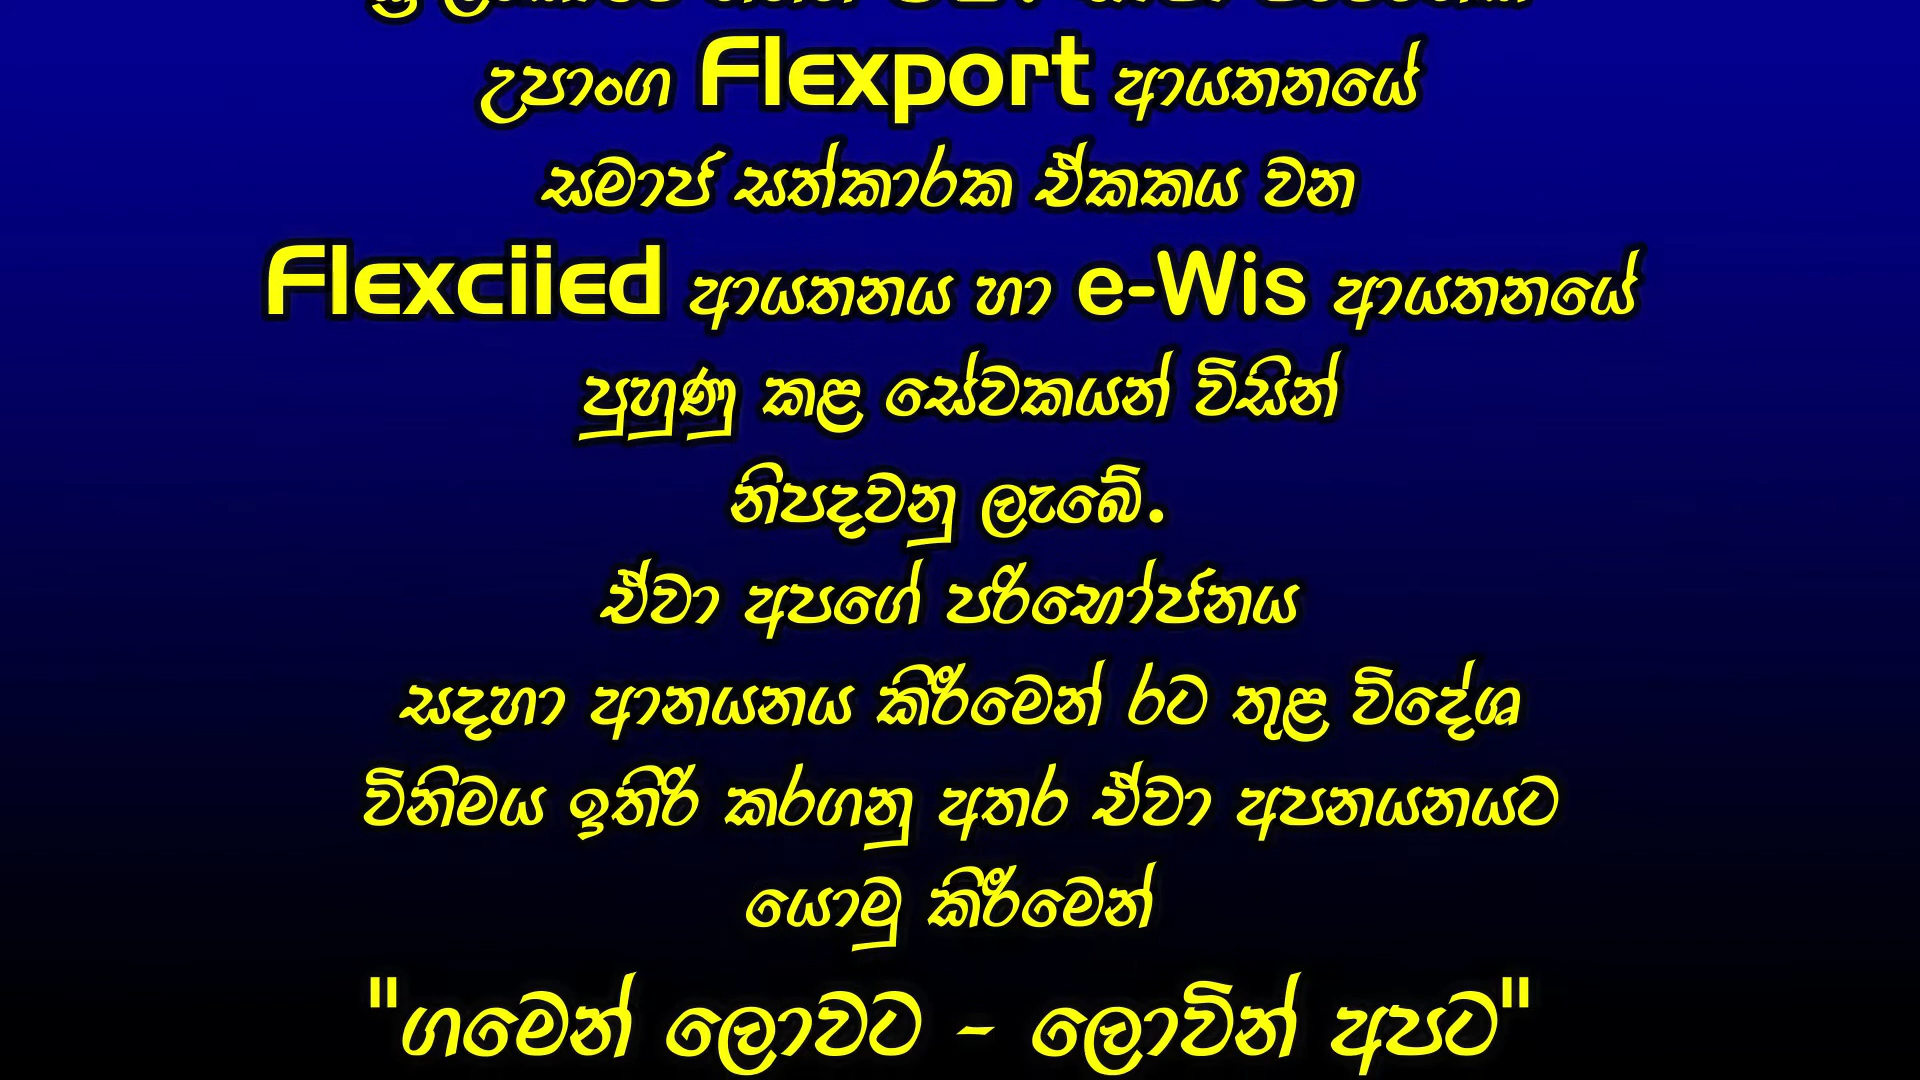 උපාංග Flexport ආයතනයේ
සමාජ සත්කාරක ඒකකය වන
Flexciied ආයතනය හා e-Wis ආයතනයේ
පුහුණු කළ සේවකයන් විසින්
නිපදවනු ලැබේ.
ඒවා අපගේ පරිභෝජනය
සදහා ආනයනය කිරීමෙන් රට තුළ විදේශ
විනිමය ඉතිරි කරගනු අතර ඒවා අපනයනයට
යොමු කිරීමෙන්
"ගමෙන් ලොවට - ලොවින් අපට"